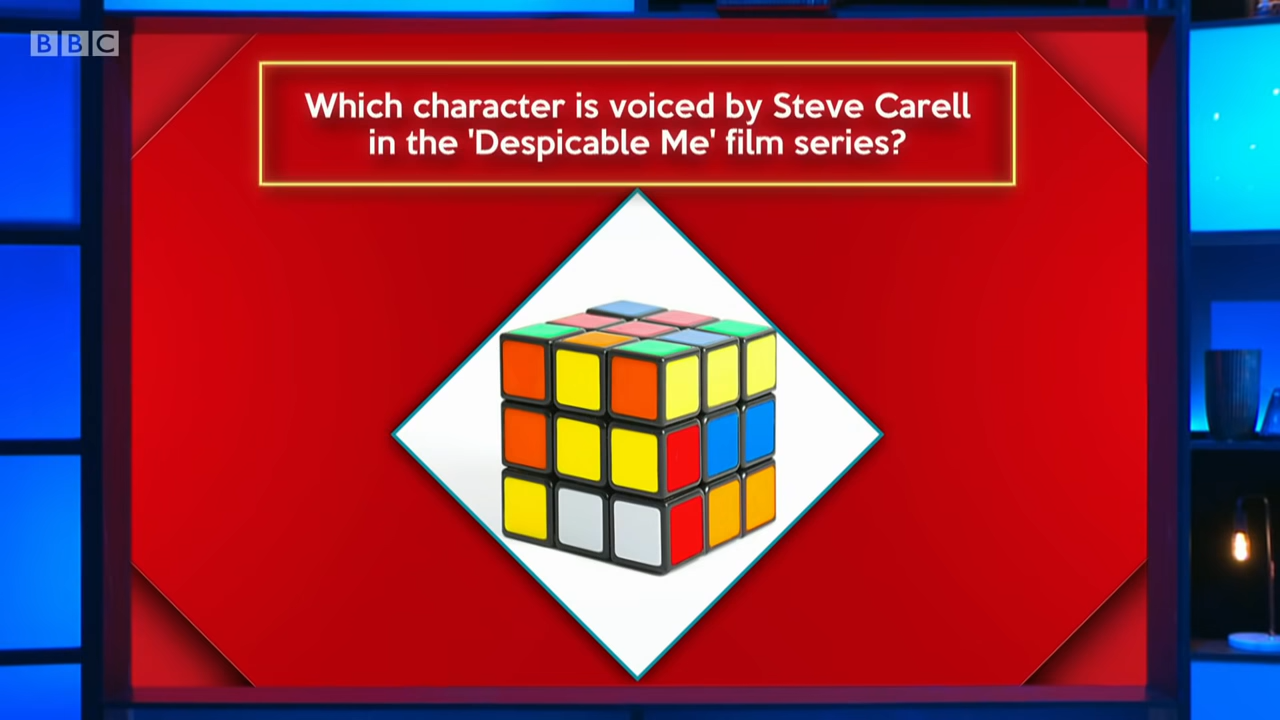 BBC
Which character is voiced by Steve Carell
in the 'Despicable Me' film series?